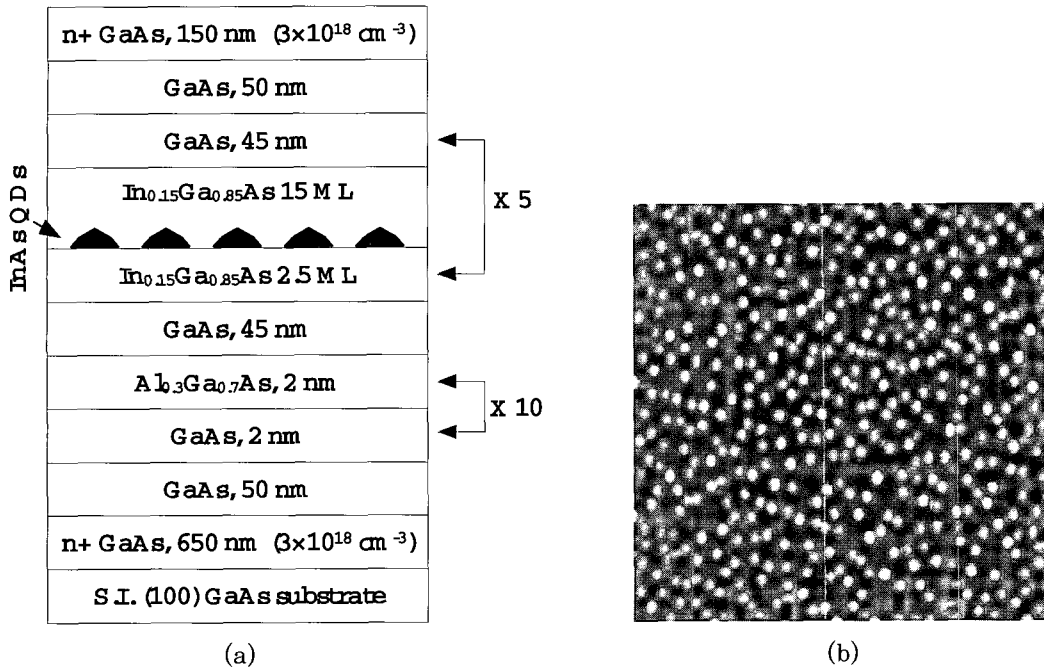 n+ GaAs, 150 nm (3×10¹⁸ cm⁻³)
GaAs, 50 nm
GaAs, 45 nm
In₀.₁₅Ga₀.₈₅As 15 ML
X 5
InAs QDs
In₀.₁₅Ga₀.₈₅As 2.5 ML
GaAs, 45 nm
Al₀.₃Ga₀.₇As, 2 nm
X 10
GaAs, 2 nm
GaAs, 50 nm
n+ GaAs, 650 nm (3×10¹⁸ cm⁻³)
S.I. (100) GaAs substrate
(a)
(b)